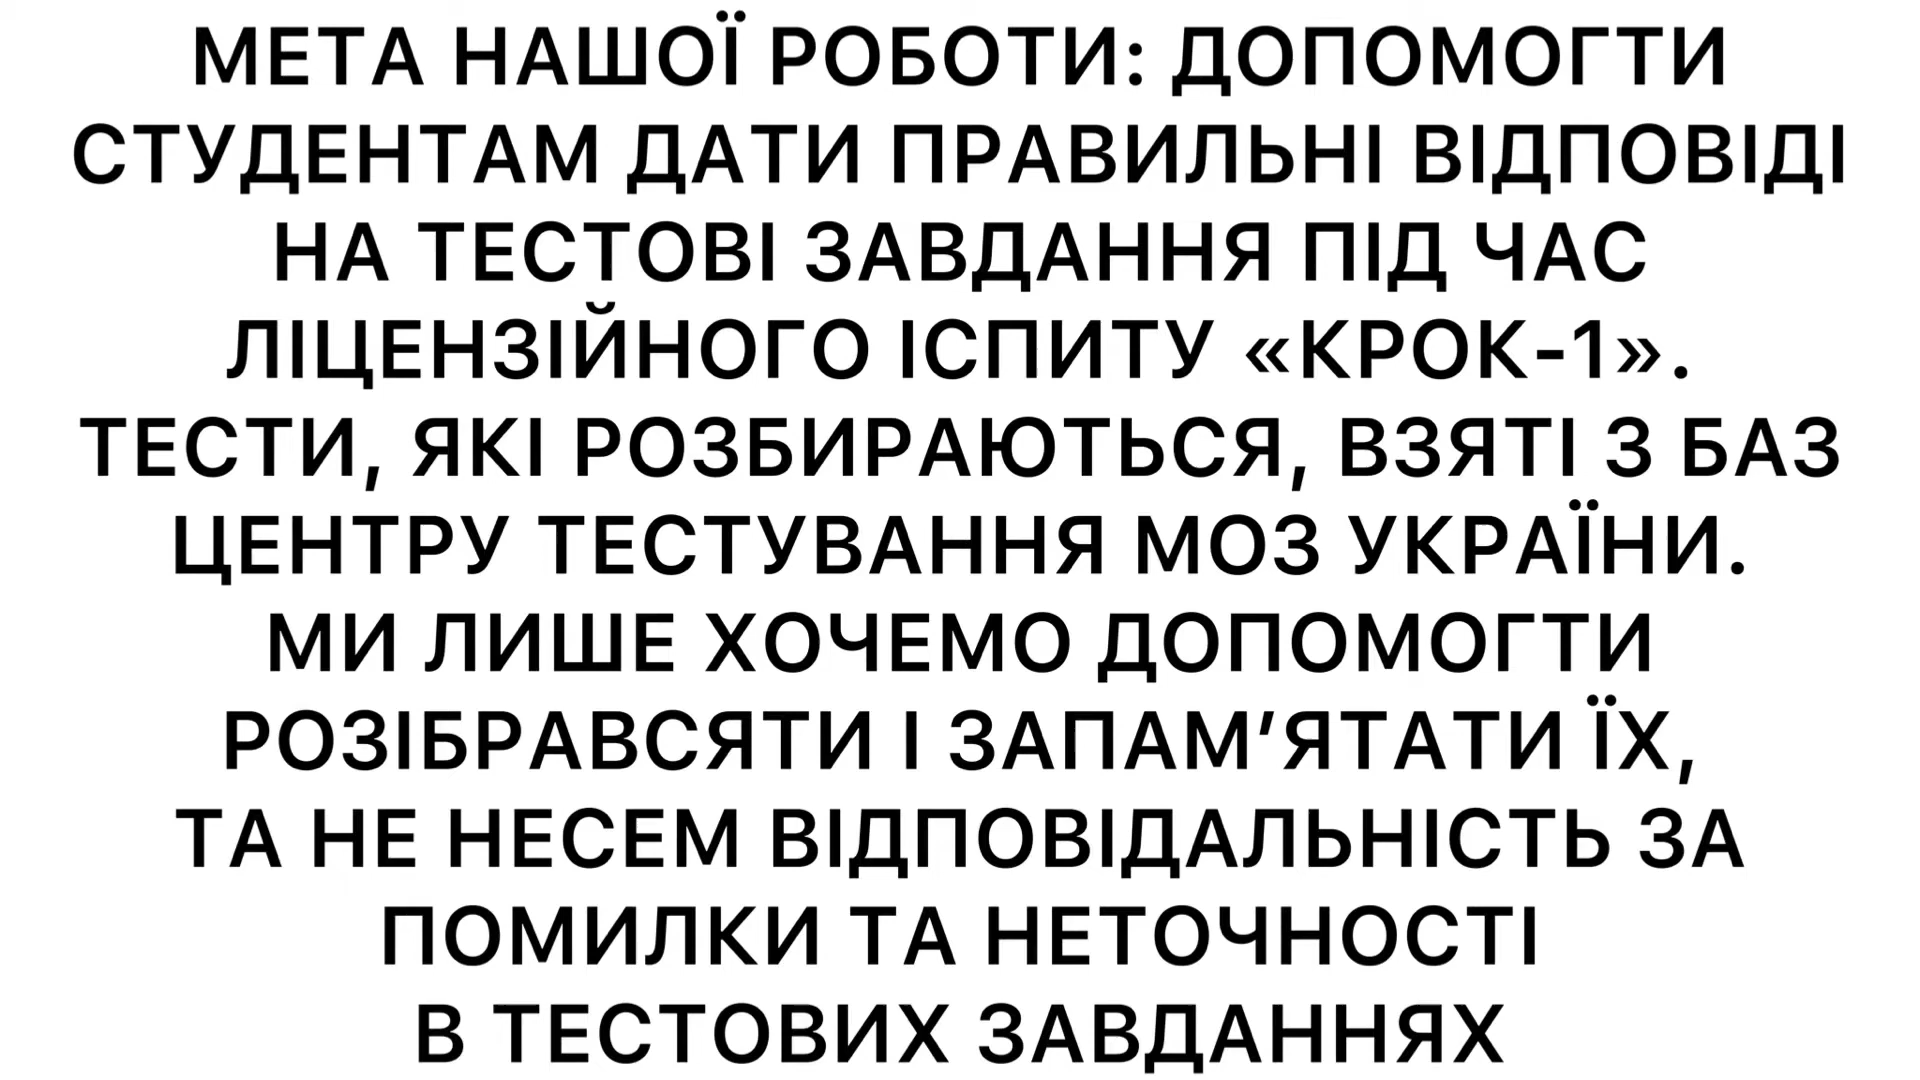 МЕТА НАШОЇ РОБОТИ: ДОПОМОГТИ
СТУДЕНТАМ ДАТИ ПРАВИЛЬНІ ВІДПОВІДІ
НА ТЕСТОВІ ЗАВДАННЯ ПІД ЧАС
ЛІЦЕНЗІЙНОГО ІСПИТУ «КРОК-1».
ТЕСТИ, ЯКІ РОЗБИРАЮТЬСЯ, ВЗЯТІ З БАЗ
ЦЕНТРУ ТЕСТУВАННЯ МОЗ УКРАЇНИ.
МИ ЛИШЕ ХОЧЕМО ДОПОМОГТИ
РОЗІБРАВСЯТИ І ЗАПАМ’ЯТАТИ ЇХ,
ТА НЕ НЕСЕМ ВІДПОВІДАЛЬНІСТЬ ЗА
ПОМИЛКИ ТА НЕТОЧНОСТІ
В ТЕСТОВИХ ЗАВДАННЯХ